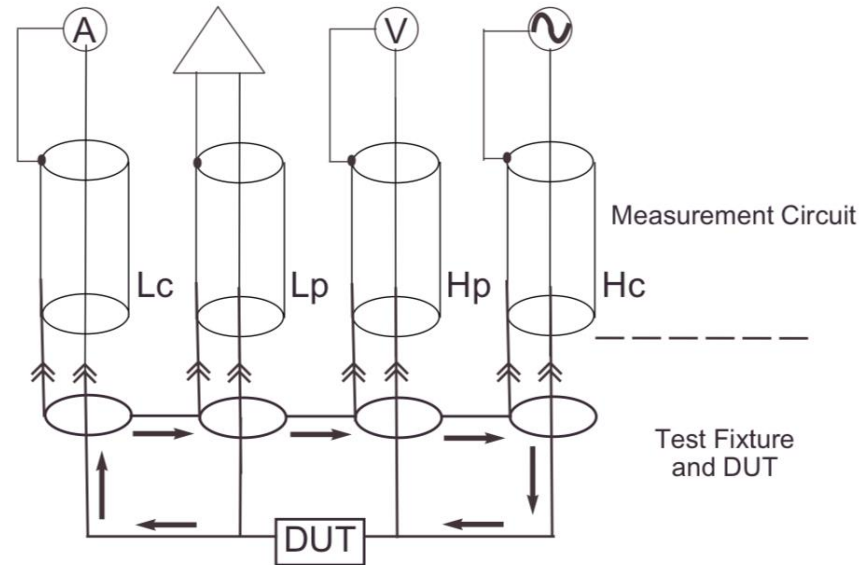 A
V
Lc
Lp
Hp
Hc
Measurement Circuit
Test Fixture
and DUT
DUT